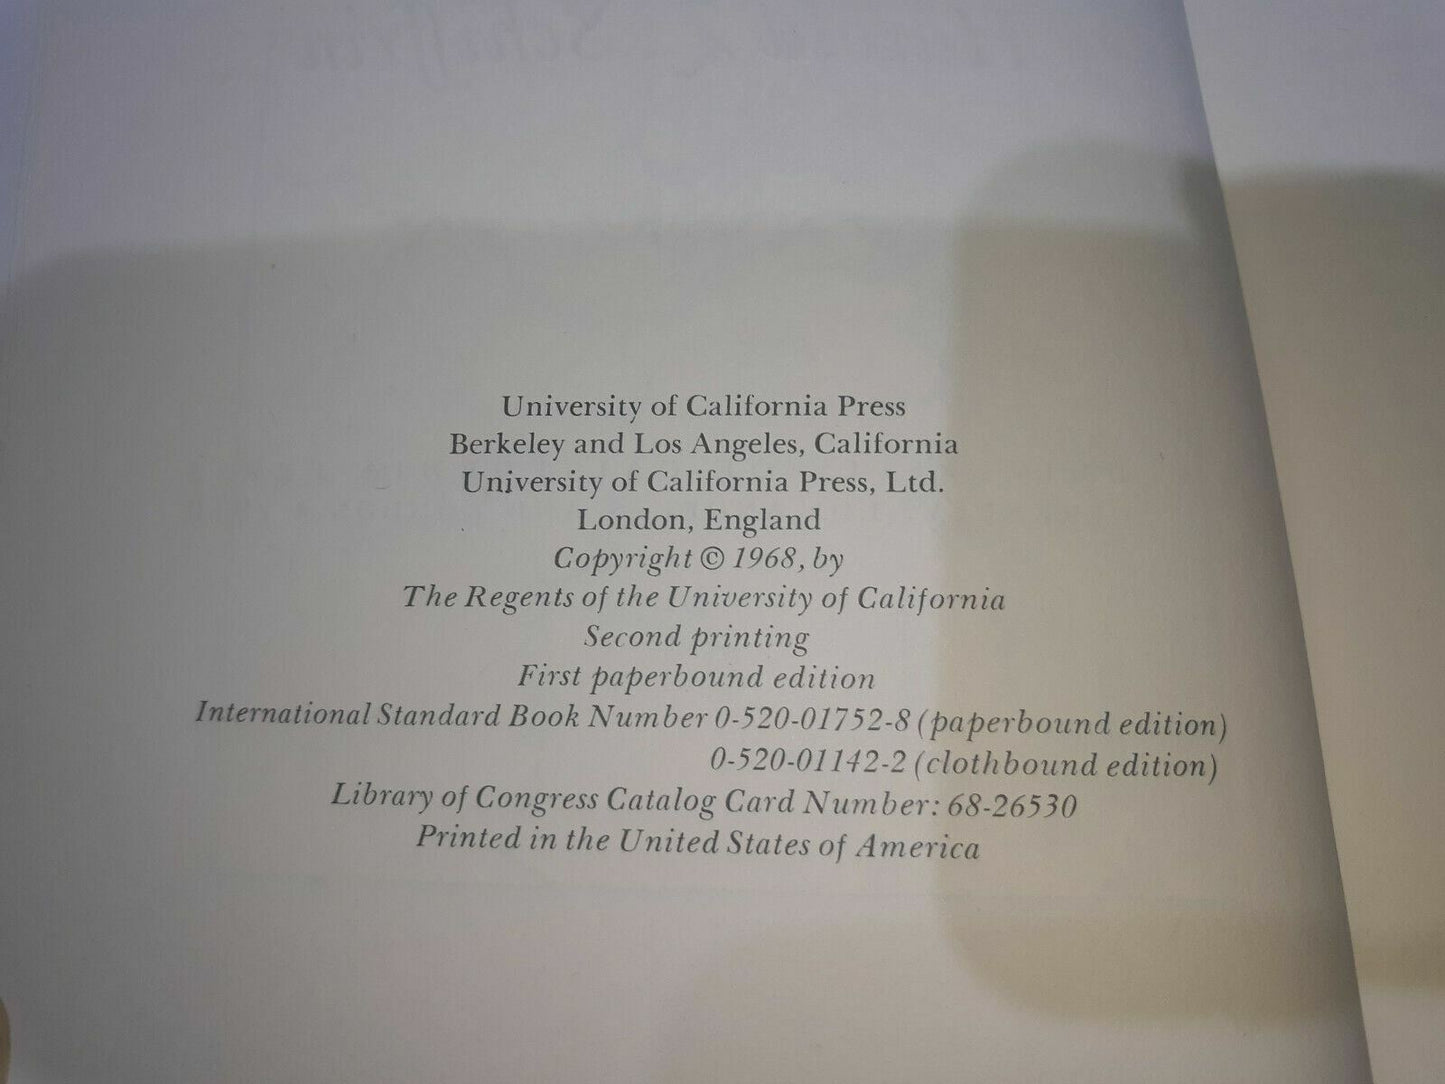 University of California Press
Berkeley and Los Angeles, California
University of California Press, Ltd.
London, England
Copyright © 1968, by
The Regents of the University of California
Second printing
First paperbound edition
International Standard Book Number 0-520-01752-8 (paperbound edition)
0-520-01142-2 (clothbound edition)
Library of Congress Catalog Card Number: 68-26530
Printed in the United States of America